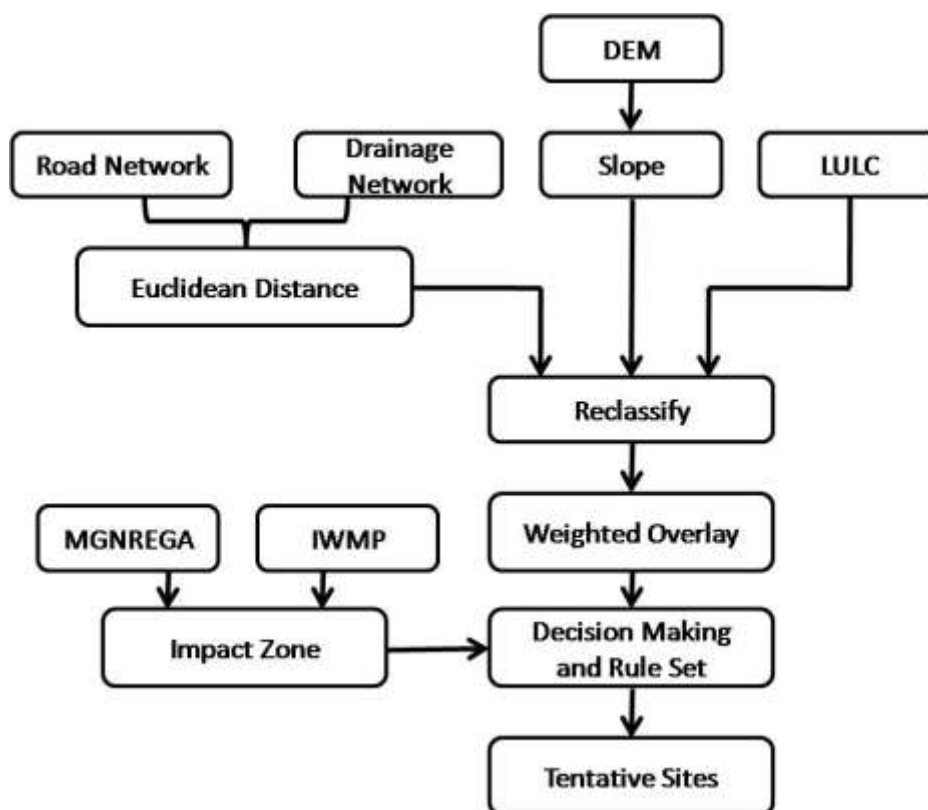 DEM
Road Network
Drainage
Network
Slope
LULC
Euclidean Distance
Reclassify
MGNREGA
IWMP
Weighted Overlay
Impact Zone
Decision Making
and Rule Set
Tentative Sites